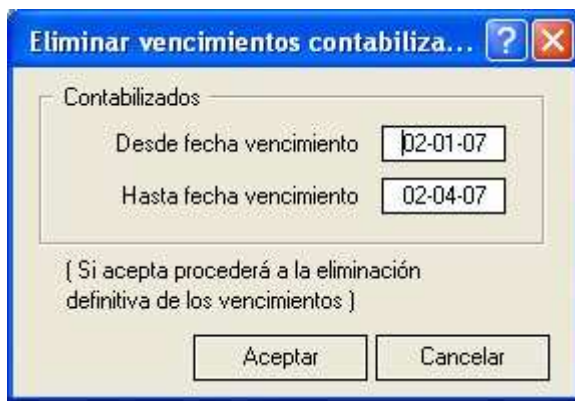 Eliminar vencimientos contabiliza...
Contabilizados
Desde fecha vencimiento 02-01-07
Hasta fecha vencimiento 02-04-07
( Si acepta procederá a la eliminación
definitiva de los vencimientos )
Aceptar Cancelar